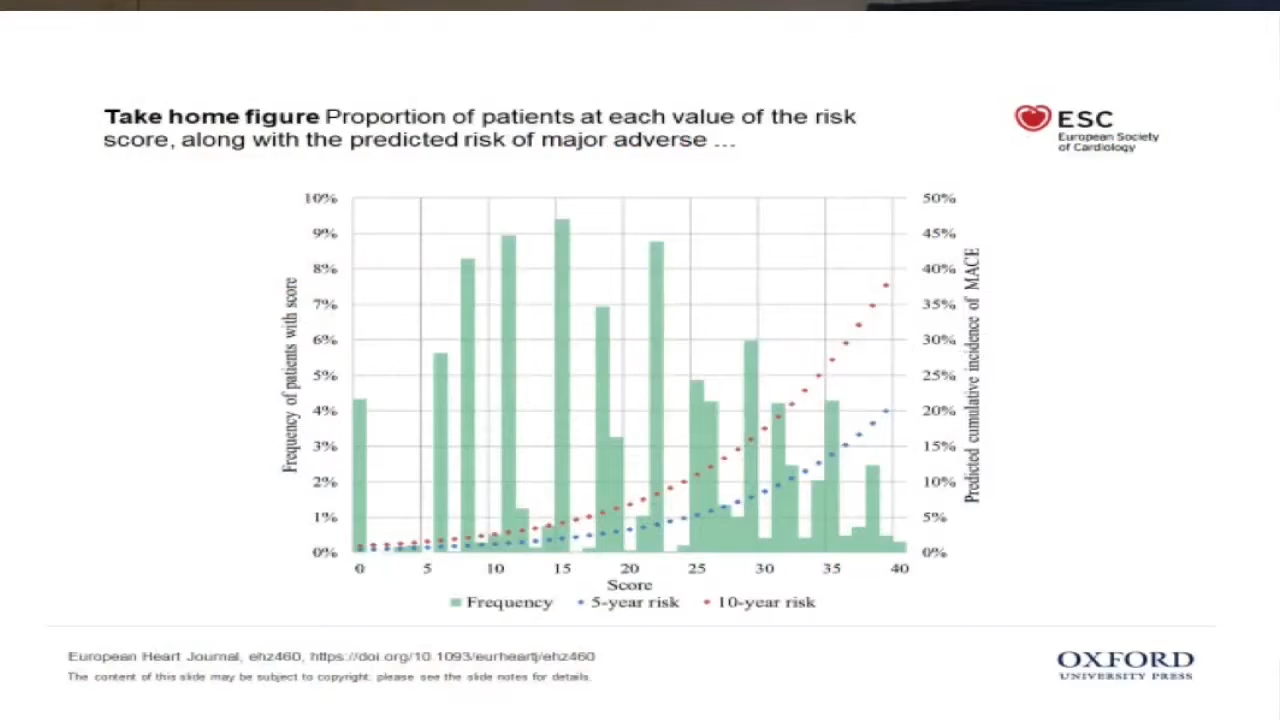 Take home figure Proportion of patients at each value of the risk
score, along with the predicted risk of major adverse ...
ESC
European Society
of Cardiology
10%
9%
8%
7%
6%
5%
4%
3%
2%
1%
0%
Frequency of patients with score
50%
45%
40%
35%
30%
25%
20%
15%
10%
5%
0%
Predicted cumulative incidence of MACE
0 5 10 15 20 25 30 35 40
Score
Frequency 5-year risk 10-year risk
European Heart Journal, ehz460, https://doi.org/10.1093/eurheartj/ehz460
The content of this slide may be subject to copyright: please see the slide notes for details.
OXFORD
UNIVERSITY PRESS